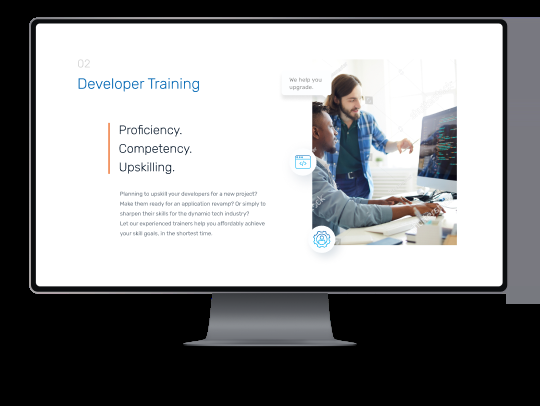 02
Developer Training
We help you
upgrade.
Proficiency.
Competency.
Upskilling.
Planning to upskill your developers for a new project?
Make them ready for an application revamp? Or simply to
sharpen their skills for the dynamic tech industry?
Let our experienced trainers help you affordably achieve
your skill goals, in the shortest time.